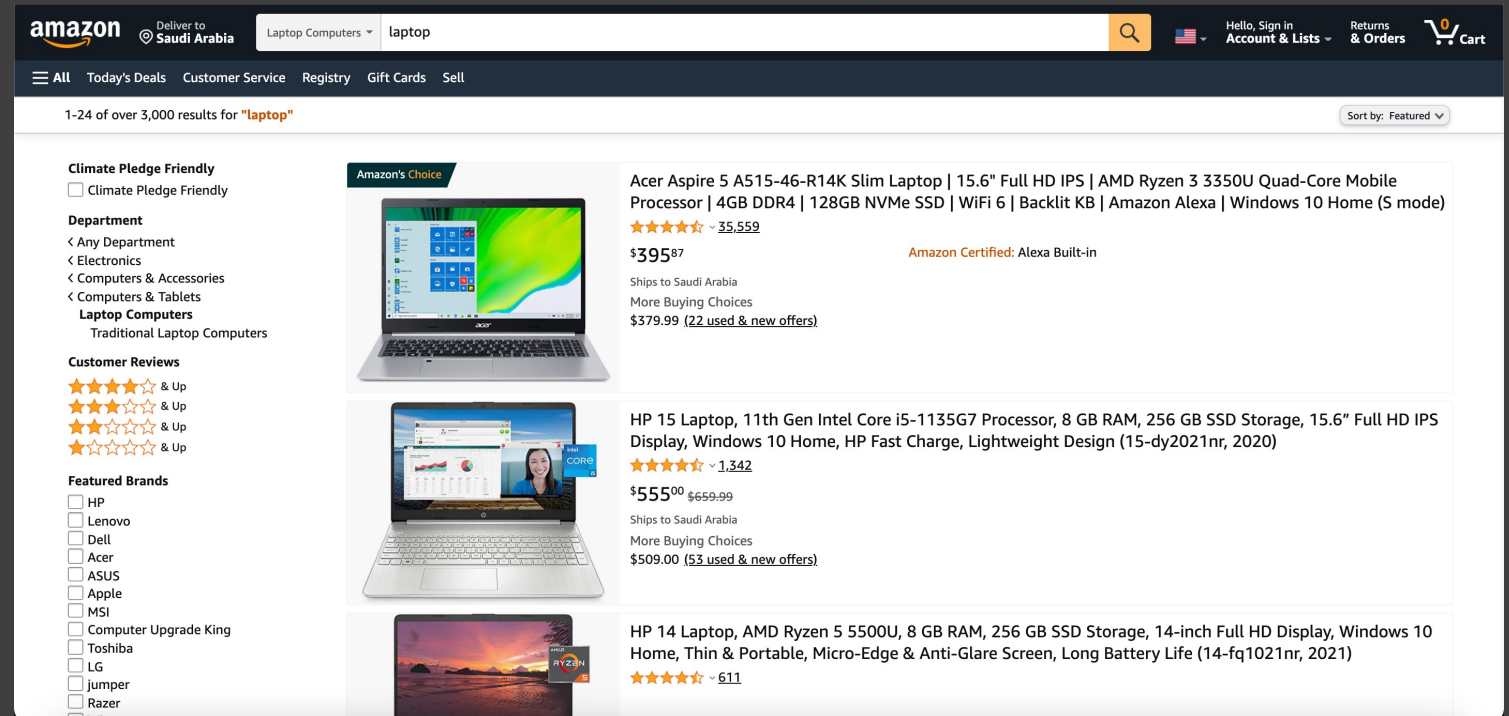 amazon
Deliver to
Saudi Arabia
Laptop Computers
laptop
Hello, Sign in
Account & Lists
Returns
& Orders
0
Cart
All
Today's Deals
Customer Service
Registry
Gift Cards
Sell
1-24 of over 3,000 results for "laptop"
Sort by: Featured
Climate Pledge Friendly
Climate Pledge Friendly
Department
Any Department
Electronics
Computers & Accessories
Computers & Tablets
Laptop Computers
Traditional Laptop Computers
Customer Reviews
& Up
& Up
& Up
& Up
Featured Brands
HP
Lenovo
Dell
Acer
ASUS
Apple
MSI
Computer Upgrade King
Toshiba
LG
jumper
Razer
Amazon's Choice
acer
Acer Aspire 5 A515-46-R14K Slim Laptop | 15.6" Full HD IPS | AMD Ryzen 3 3350U Quad-Core Mobile
Processor | 4GB DDR4 | 128GB NVMe SSD | WiFi 6 | Backlit KB | Amazon Alexa | Windows 10 Home (S mode)
35,559
$395 87
Amazon Certified: Alexa Built-in
Ships to Saudi Arabia
More Buying Choices
$379.99 (22 used & new offers)
intel
CORE
i5
HP 15 Laptop, 11th Gen Intel Core i5-1135G7 Processor, 8 GB RAM, 256 GB SSD Storage, 15.6” Full HD IPS
Display, Windows 10 Home, HP Fast Charge, Lightweight Design (15-dy2021nr, 2020)
1,342
$555 00 $659.99
Ships to Saudi Arabia
More Buying Choices
$509.00 (53 used & new offers)
AMD
RYZEN
5
HP 14 Laptop, AMD Ryzen 5 5500U, 8 GB RAM, 256 GB SSD Storage, 14-inch Full HD Display, Windows 10
Home, Thin & Portable, Micro-Edge & Anti-Glare Screen, Long Battery Life (14-fq1021nr, 2021)
611